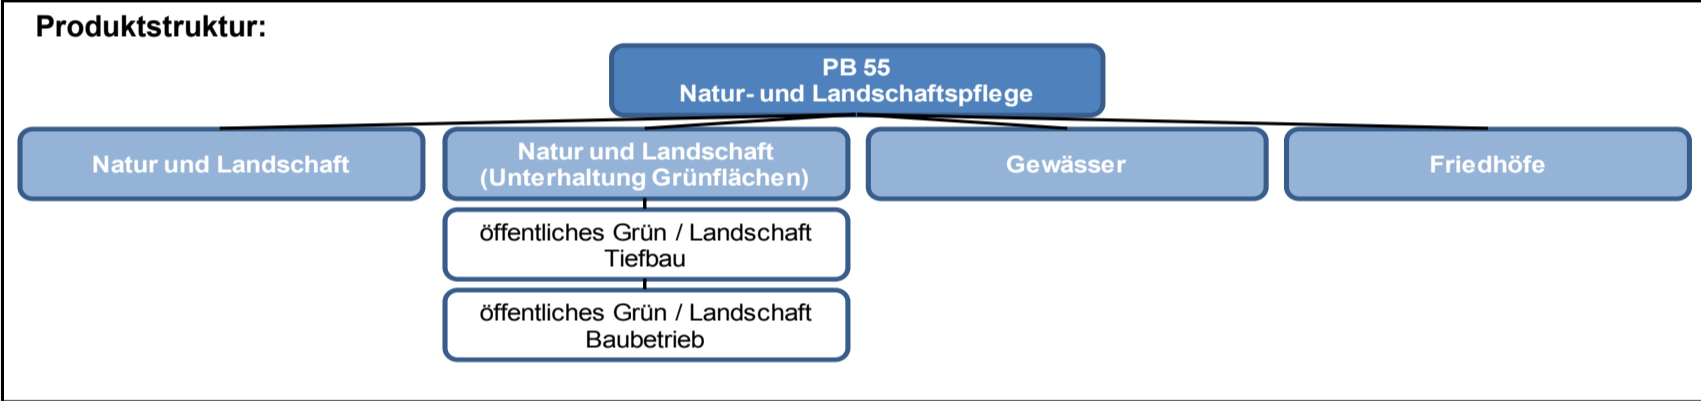 Produktstruktur:
PB 55
Natur- und Landschaftspflege
Natur und Landschaft
Natur und Landschaft
(Unterhaltung Grünflächen)
Gewässer
Friedhöfe
öffentliches Grün / Landschaft
Tiefbau
öffentliches Grün / Landschaft
Baubetrieb